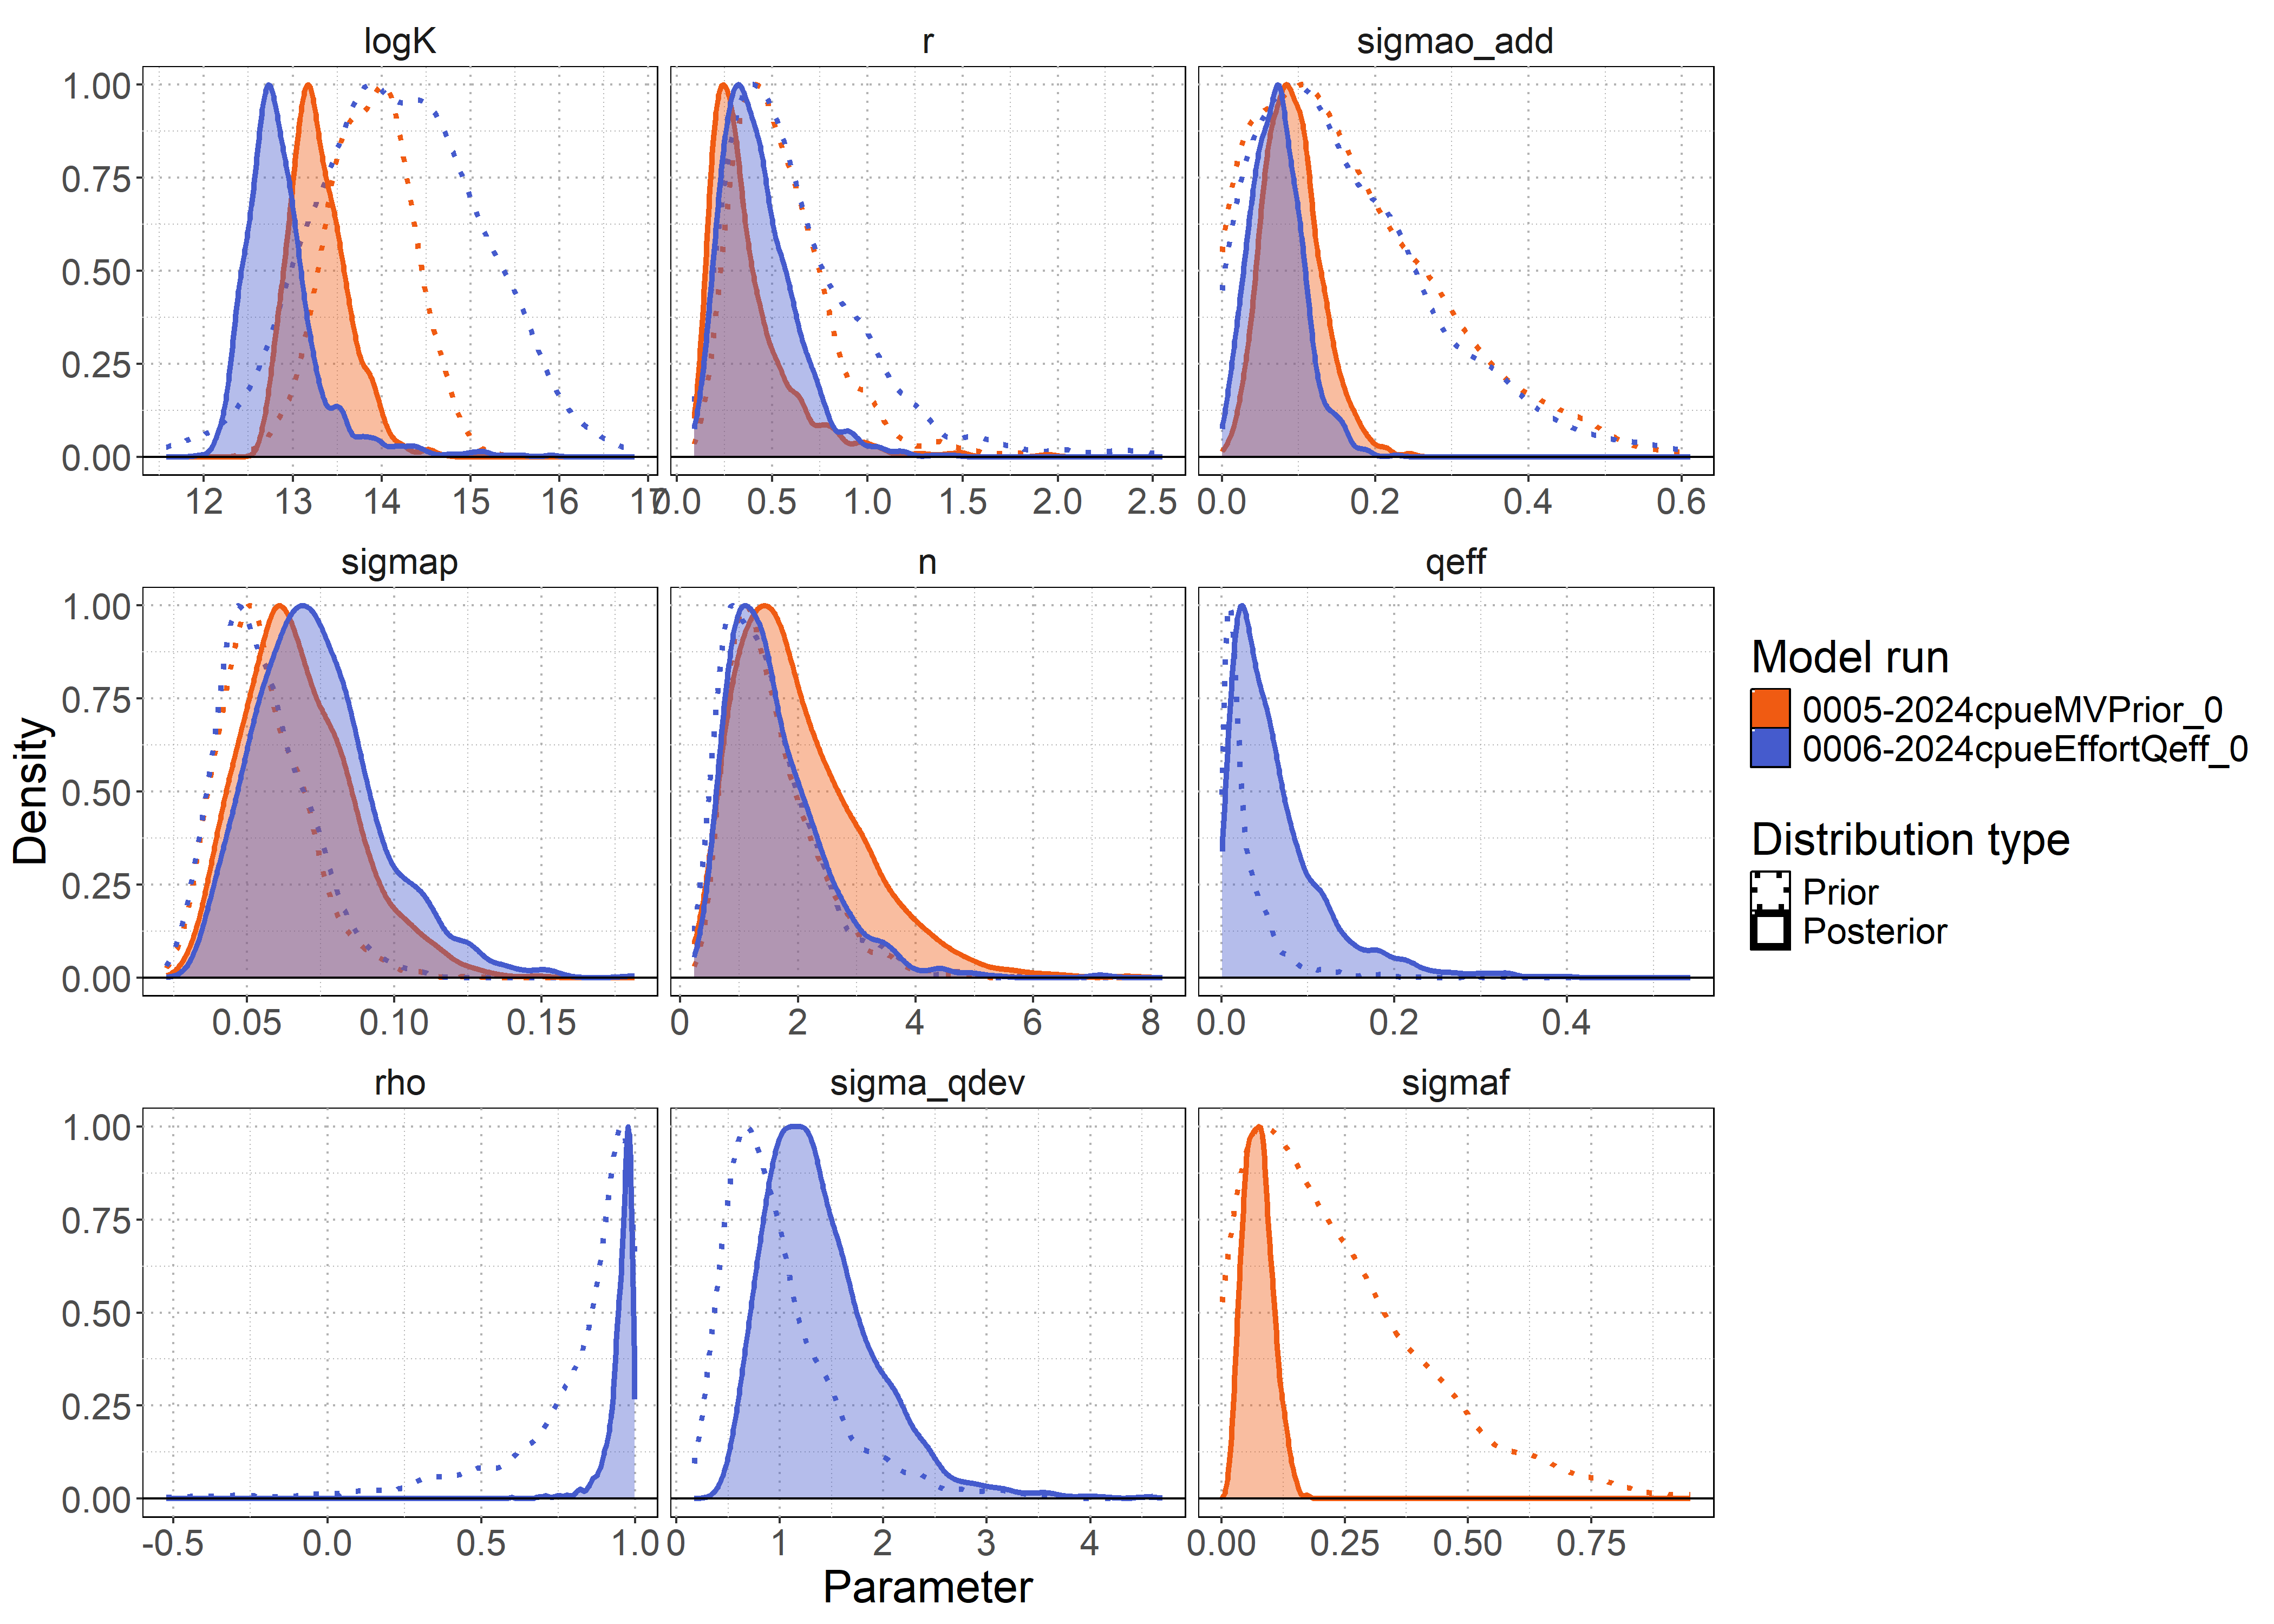 logK r sigmao_add
1.00
0.75
0.50
0.25
0.00
12 13 14 15 16 17 0.0 0.5 1.0 1.5 2.0 2.5 0.0 0.2 0.4 0.6
sigmap n qeff
1.00
0.75
0.50
0.25
0.00
0.05 0.10 0.15 0 2 4 6 8 0.0 0.2 0.4
rho sigma_qdev sigmaf
1.00
0.75
0.50
0.25
0.00
-0.5 0.0 0.5 1.0 0 1 2 3 4 0.00 0.25 0.50 0.75
Density
Parameter
Model run
0005-2024cpueMVPrior_0
0006-2024cpueEffortQeff_0
Distribution type
Prior
Posterior